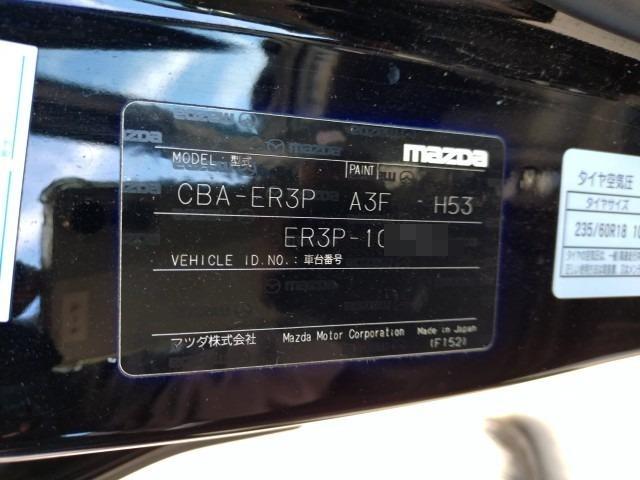 mazda
MODEL:型式
PAINT
CBA-ER3P A3F H53
ER3P-10
VEHICLE ID.NO.:車台番号
マツダ株式会社 Mazda Motor Corporation Made in Japan
(F152)
タイヤ空気圧
タイヤサイズ
235/60R18 10